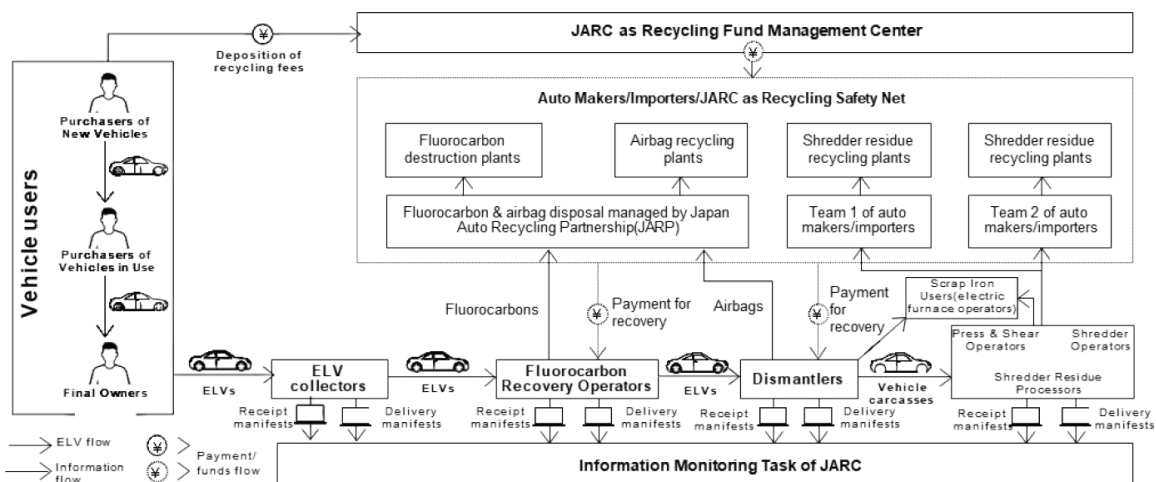 JARC as Recycling Fund Management Center
¥
Deposition of
recycling fees
¥
Vehicle users
Purchasers of
New Vehicles
Purchasers of
Vehicles in Use
Final Owners
Auto Makers/Importers/JARC as Recycling Safety Net
Fluorocarbon
destruction plants
Airbag recycling
plants
Shredder residue
recycling plants
Shredder residue
recycling plants
Fluorocarbon & airbag disposal managed by Japan
Auto Recycling Partnership(JARP)
Team 1 of auto
makers/importers
Team 2 of auto
makers/importers
Fluorocarbons
¥
Payment for
recovery
Airbags
¥
Payment
for
recovery
Scrap Iron
Users(electric
furnace operators)
Press & Shear
Operators
Shredder
Operators
Shredder Residue
Processors
ELVs
ELV
collectors
ELVs
Fluorocarbon
Recovery Operators
ELVs
Dismantlers
Vehicle
carcasses
Receipt
manifests
Delivery
manifests
Receipt
manifests
Delivery
manifests
Receipt
manifests
Delivery
manifests
Receipt
manifests
Delivery
manifests
Information Monitoring Task of JARC
ELV flow
Information
flow
¥
¥
Payment/
funds flow